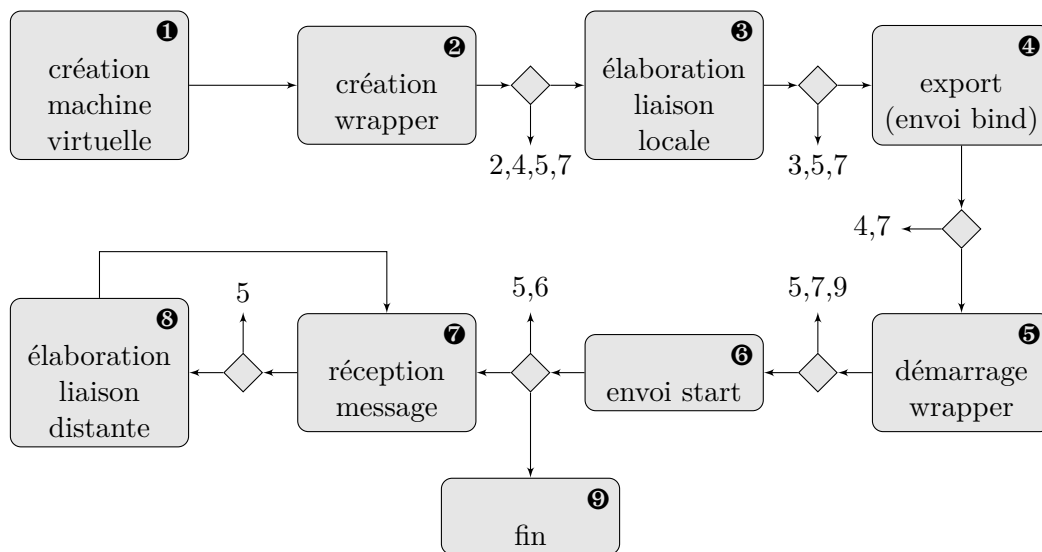 ❶
création
machine
virtuelle
❷
création
wrapper
2,4,5,7
❸
élaboration
liaison
locale
3,5,7
❹
export
(envoi bind)
4,7
❽
élaboration
liaison
distante
5
❼
réception
message
5,6
❻
envoi start
5,7,9
❺
démarrage
wrapper
❾
fin